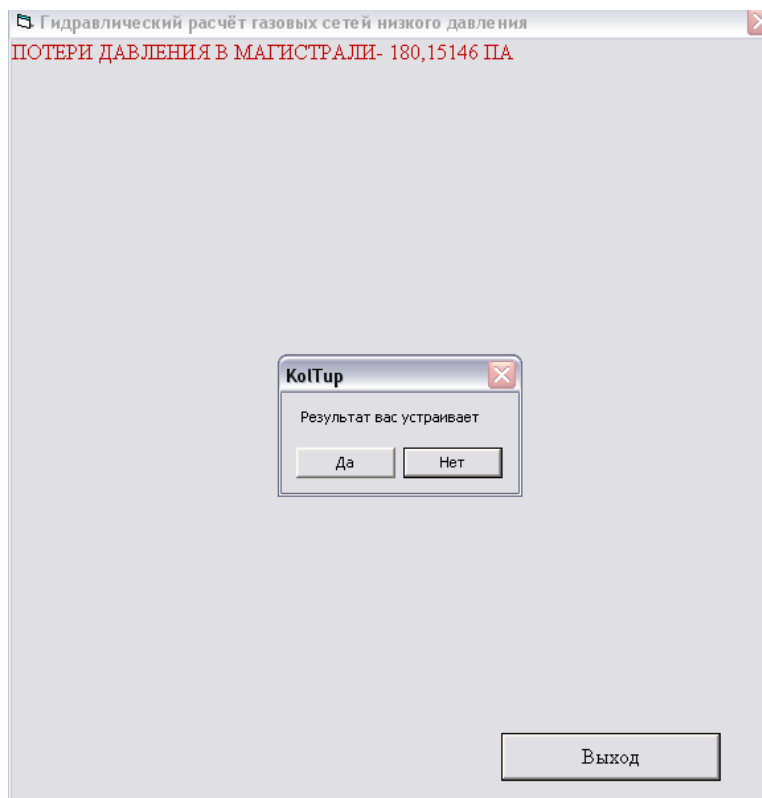 Гидравлический расчёт газовых сетей низкого давления
ПОТЕРИ ДАВЛЕНИЯ В МАГИСТРАЛИ- 180,15146 ПА
KolTup
Результат вас устраивает
Да Нет
Выход